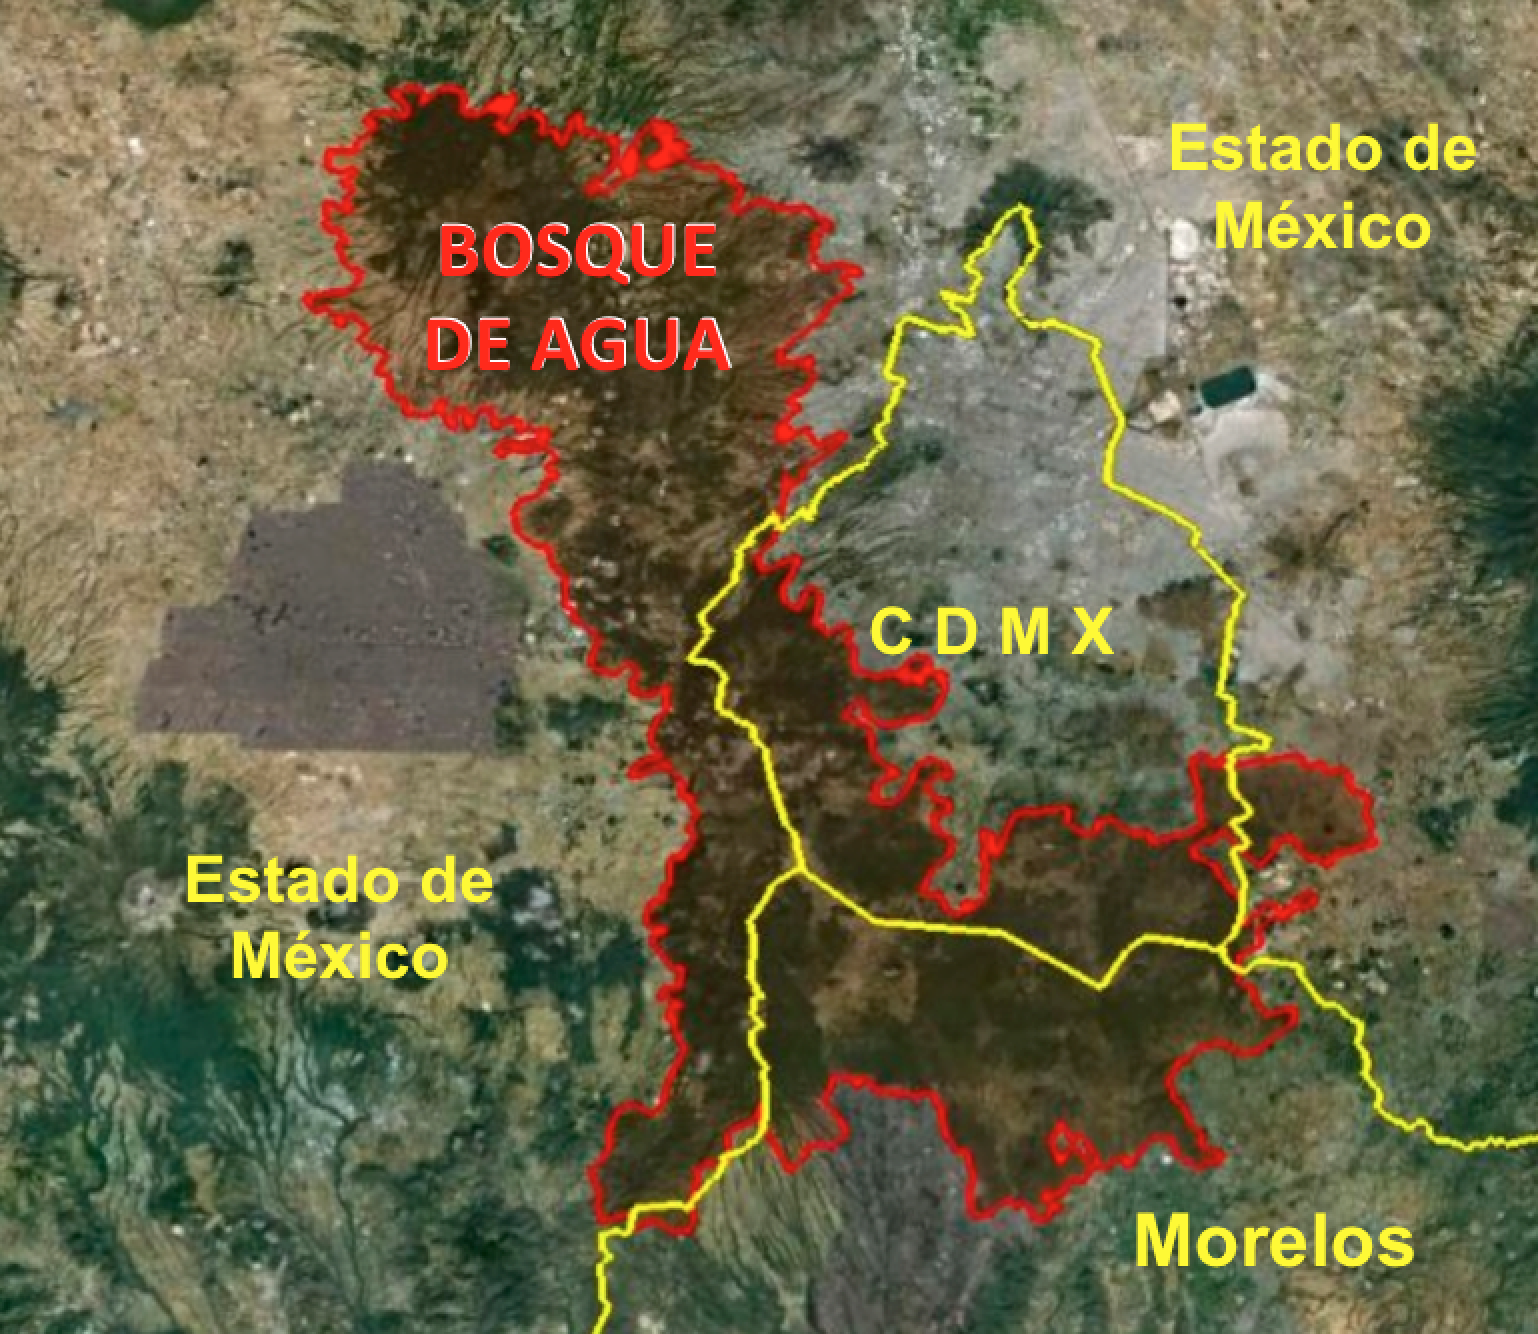 Estado de
México
BOSQUE
DE AGUA
C D M X
Estado de
México
Morelos